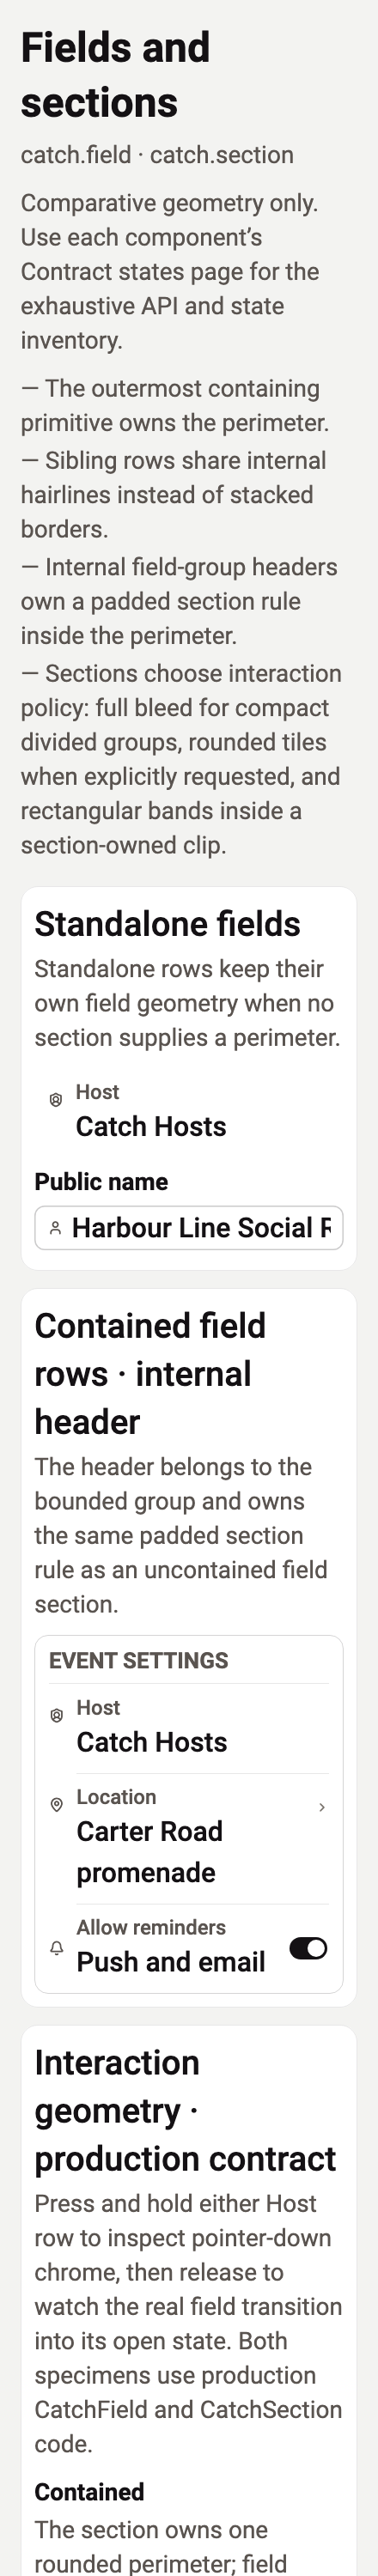 Fields and
sections
catch.field · catch.section
Comparative geometry only.
Use each component’s
Contract states page for the
exhaustive API and state
inventory.
— The outermost containing
primitive owns the perimeter.
— Sibling rows share internal
hairlines instead of stacked
borders.
— Internal field-group headers
own a padded section rule
inside the perimeter.
— Sections choose interaction
policy: full bleed for compact
divided groups, rounded tiles
when explicitly requested, and
rectangular bands inside a
section-owned clip.
Standalone fields
Standalone rows keep their
own field geometry when no
section supplies a perimeter.
Host
Catch Hosts
Public name
Harbour Line Social
Contained field
rows · internal
header
The header belongs to the
bounded group and owns
the same padded section
rule as an uncontained field
section.
EVENT SETTINGS
Host
Catch Hosts
Location
Carter Road
promenade
Allow reminders
Push and email
Interaction
geometry ·
production contract
Press and hold either Host
row to inspect pointer-down
chrome, then release to
watch the real field transition
into its open state. Both
specimens use production
CatchField and CatchSection
code.
Contained
The section owns one
rounded perimeter; field